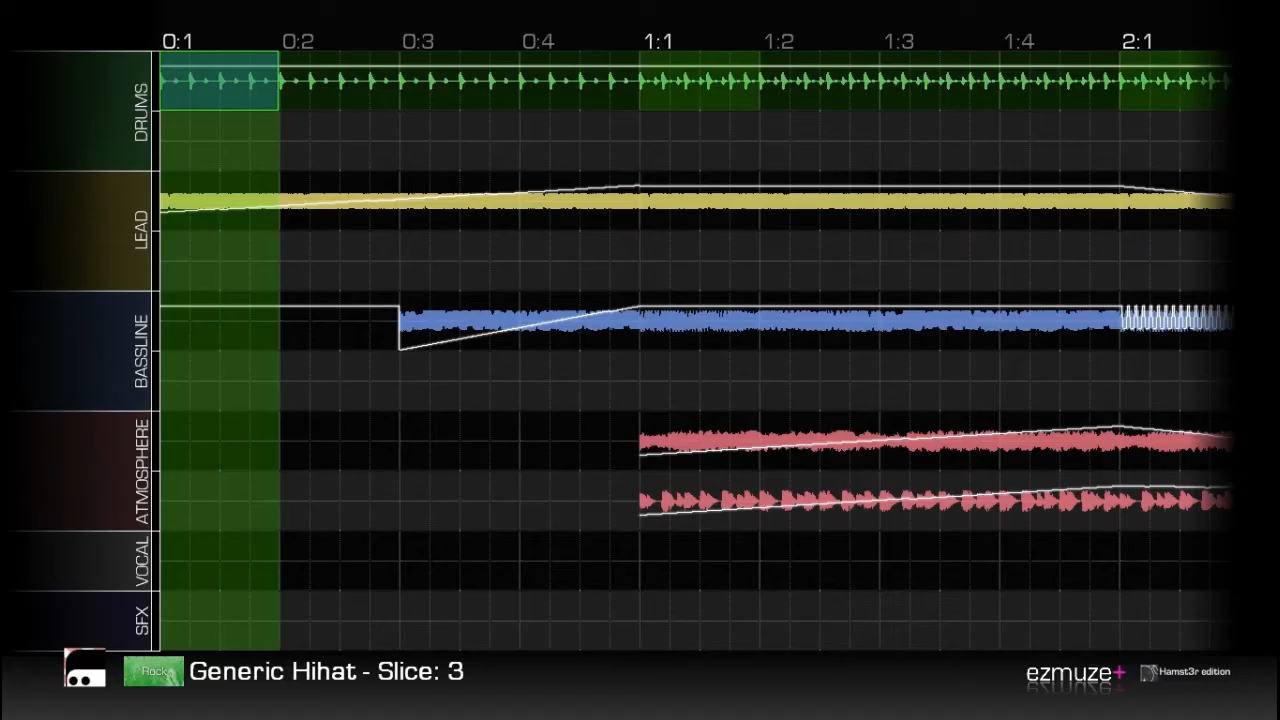 0:1 0:2 0:3 0:4 1:1 1:2 1:3 1:4 2:1
DRUMS
LEAD
BASSLINE
ATMOSPHERE
VOCAL
SFX
Rock Generic Hihat - Slice: 3 ezmuze+ Hamst3r edition